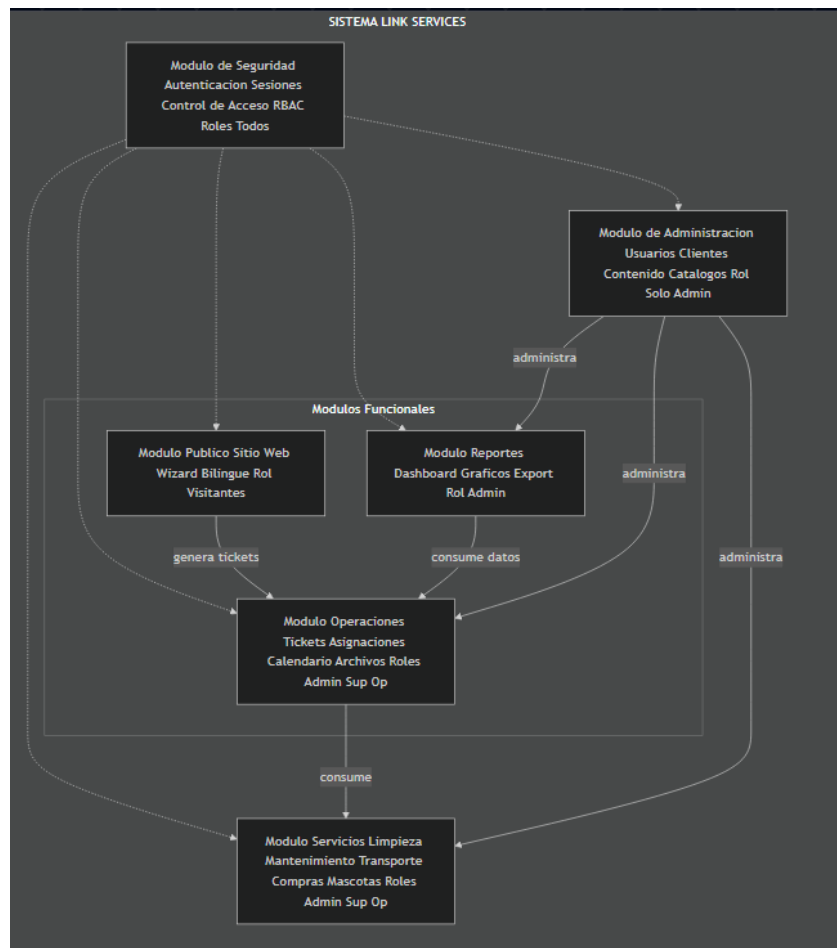 SISTEMA LINK SERVICES
Modulo de Seguridad
Autenticacion Sesiones
Control de Acceso RBAC
Roles Todos
Modulo de Administracion
Usuarios Clientes
Contenido Catalogos Rol
Solo Admin
administra
Modulos Funcionales
Modulo Publico Sitio Web
Wizard Bilingue Rol
Visitantes
Modulo Reportes
Dashboard Graficos Export
Rol Admin
administra
administra
genera tickets
consume datos
Modulo Operaciones
Tickets Asignaciones
Calendario Archivos Roles
Admin Sup Op
consume
Modulo Servicios Limpieza
Mantenimiento Transporte
Compras Mascotas Roles
Admin Sup Op